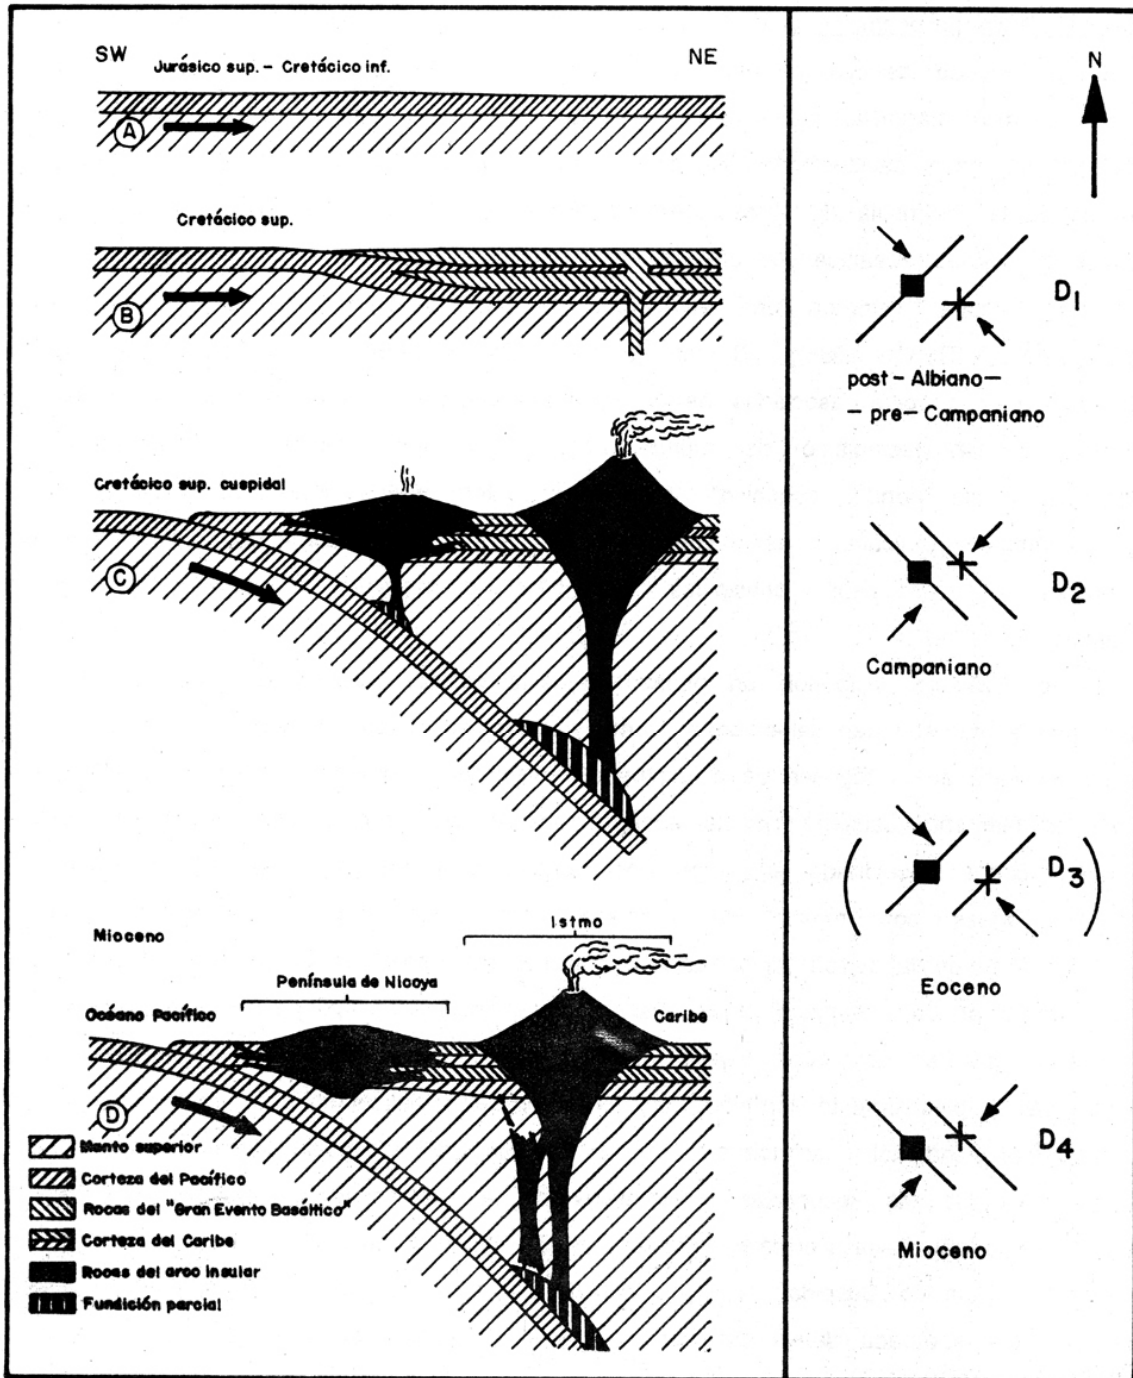 SW
NE
Jurásico sup. - Cretácico inf.
A
Cretácico sup.
B
Cretácico sup. cuspidal
C
Mioceno
Istmo
Península de Nicoya
Océano Pacífico
Caribe
D
Manto superior
Corteza del Pacífico
Rocas del "Gran Evento Basáltico"
Corteza del Caribe
Rocas del arco insular
Fundición parcial
N
D1
post - Albiano —
— pre — Campaniano
D2
Campaniano
( D3 )
Eoceno
D4
Mioceno